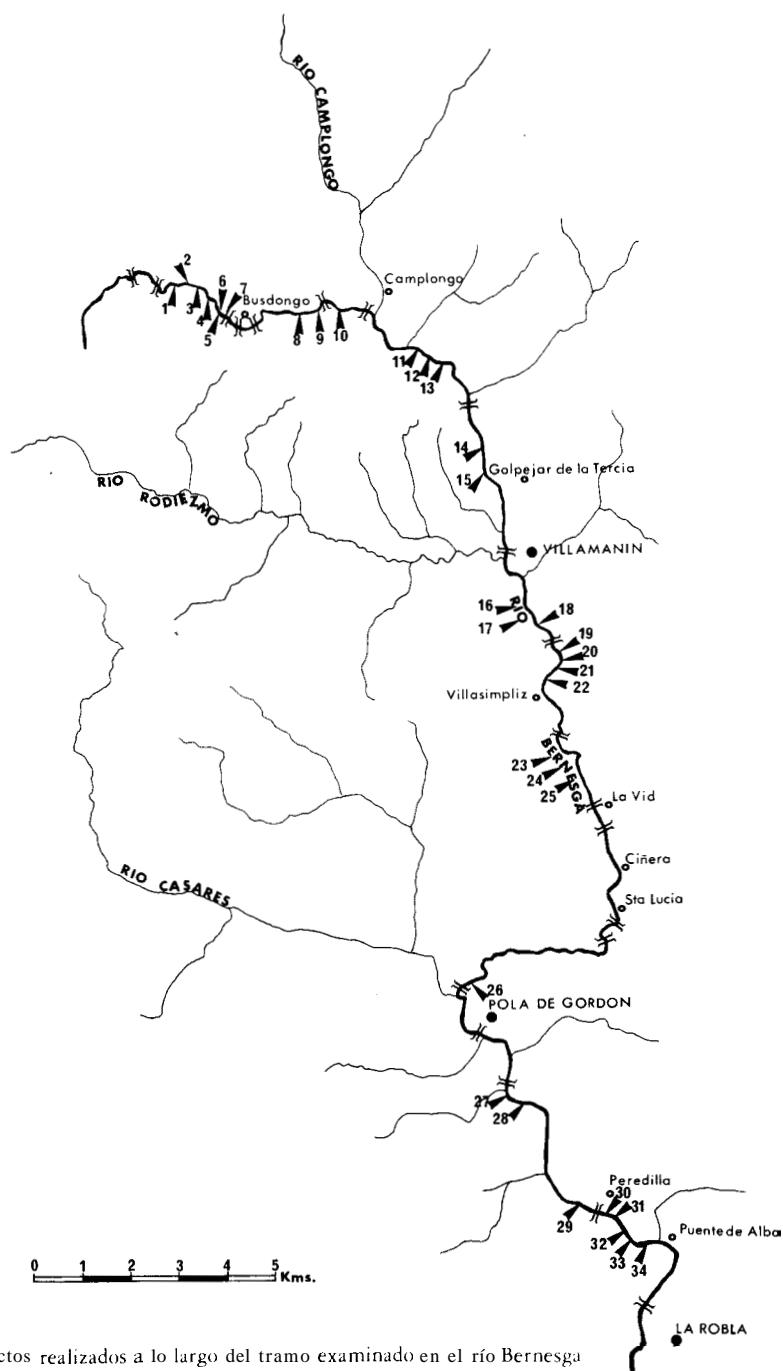 RIO CAMPLONGO
Camplongo
2
6
7
Busdongo
1
3
4
5
8
9
10
11
12
13
14
Golpejar de la Tercia
15
RIO RODIEZMO
VILLAMANIN
16
RIO
17
18
19
20
21
22
Villasimpliz
BERNESGA
23
24
25
La Vid
Ciñera
Sta Lucia
RIO CASARES
26
POLA DE GORDON
27
28
Peredilla
30
31
29
32
33
34
Puente de Alba
0 1 2 3 4 5
Kms.
LA ROBLA
ctos realizados a lo largo del tramo examinado en el río Bernesga